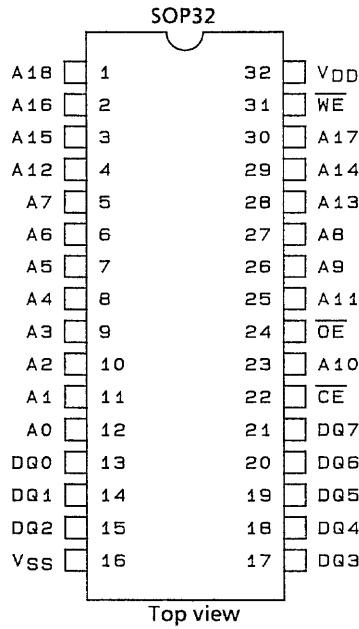 SOP32
A18 1 32 VDD
A16 2 31 W̅E̅
A15 3 30 A17
A12 4 29 A14
A7 5 28 A13
A6 6 27 A8
A5 7 26 A9
A4 8 25 A11
A3 9 24 O̅E̅
A2 10 23 A10
A1 11 22 C̅E̅
A0 12 21 DQ7
DQ0 13 20 DQ6
DQ1 14 19 DQ5
DQ2 15 18 DQ4
VSS 16 17 DQ3
Top view